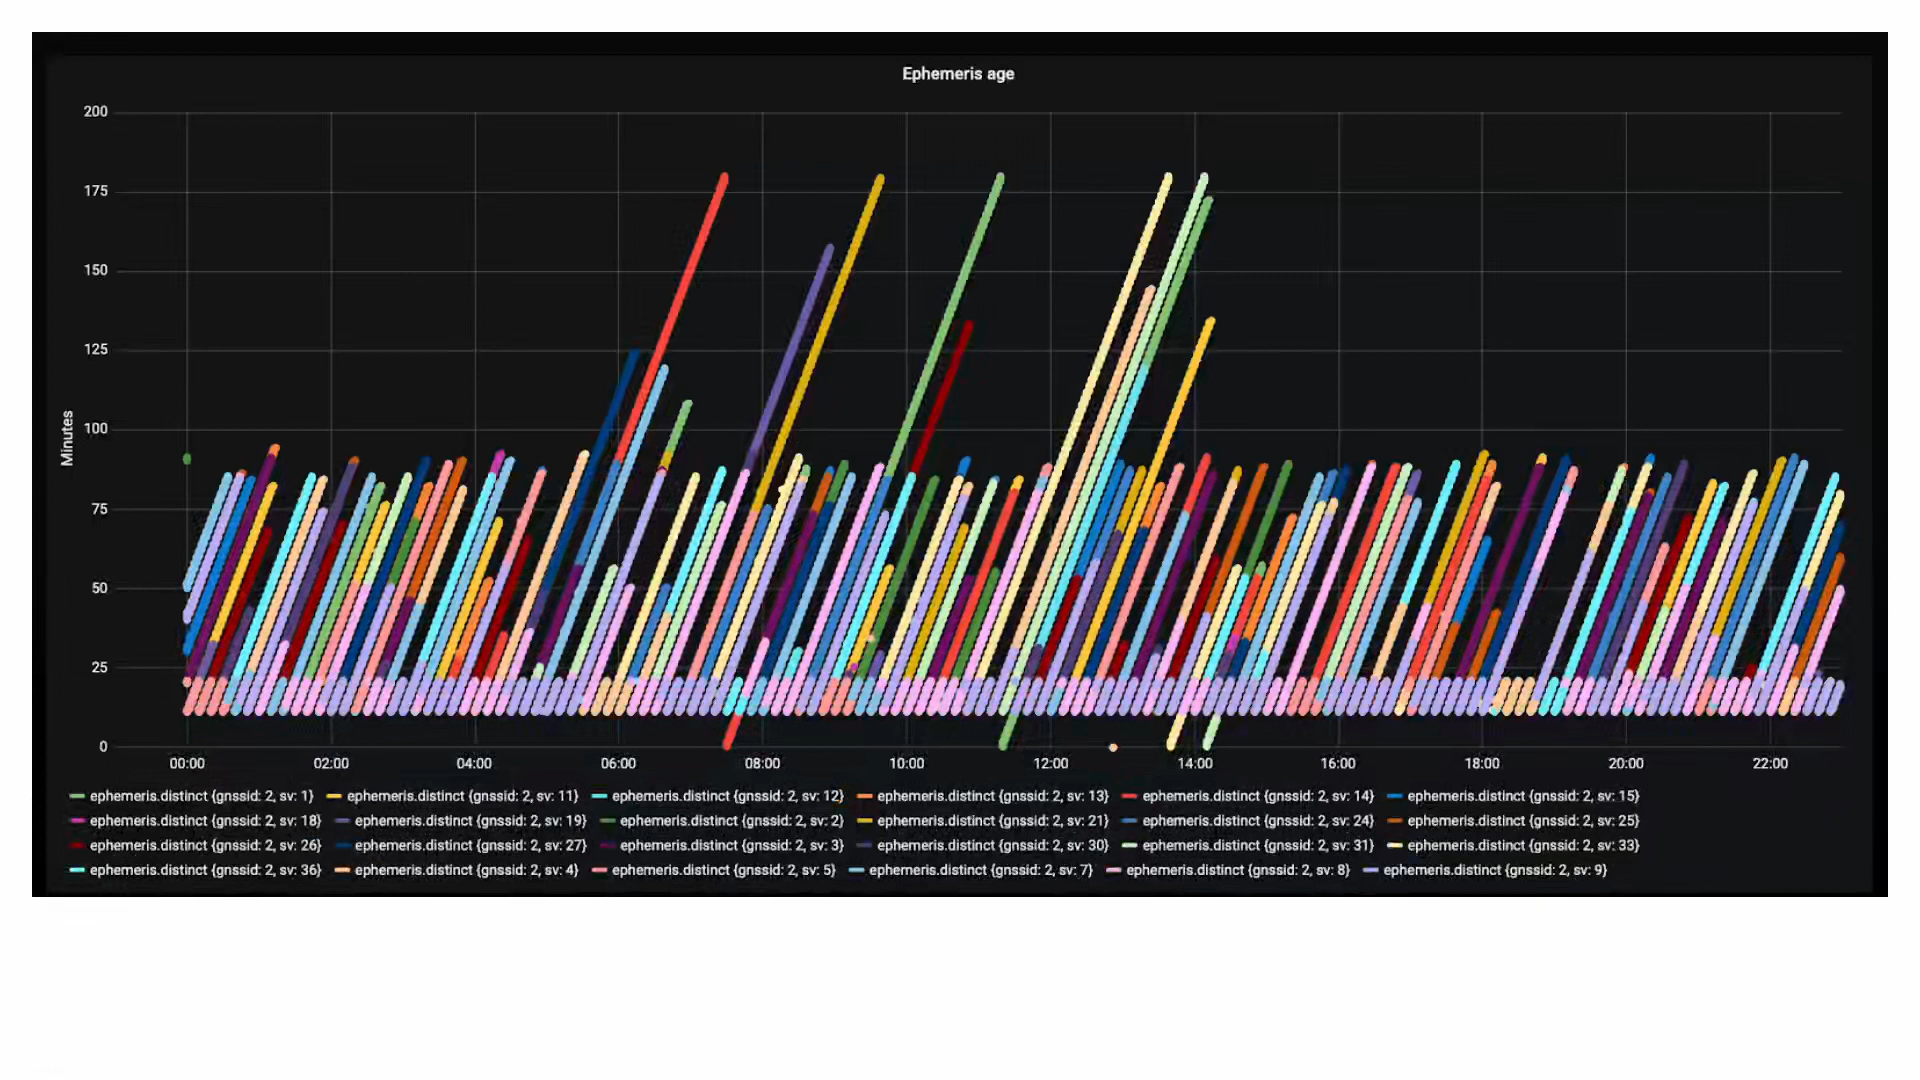 Ephemeris age
200
175
150
125
100
75
50
25
0
Minutes
00:00 02:00 04:00 06:00 08:00 10:00 12:00 14:00 16:00 18:00 20:00 22:00
ephemeris.distinct {gnssid: 2, sv: 1} ephemeris.distinct {gnssid: 2, sv: 11} ephemeris.distinct {gnssid: 2, sv: 12} ephemeris.distinct {gnssid: 2, sv: 13} ephemeris.distinct {gnssid: 2, sv: 14} ephemeris.distinct {gnssid: 2, sv: 15}
ephemeris.distinct {gnssid: 2, sv: 18} ephemeris.distinct {gnssid: 2, sv: 19} ephemeris.distinct {gnssid: 2, sv: 2} ephemeris.distinct {gnssid: 2, sv: 21} ephemeris.distinct {gnssid: 2, sv: 24} ephemeris.distinct {gnssid: 2, sv: 25}
ephemeris.distinct {gnssid: 2, sv: 26} ephemeris.distinct {gnssid: 2, sv: 27} ephemeris.distinct {gnssid: 2, sv: 3} ephemeris.distinct {gnssid: 2, sv: 30} ephemeris.distinct {gnssid: 2, sv: 31} ephemeris.distinct {gnssid: 2, sv: 33}
ephemeris.distinct {gnssid: 2, sv: 36} ephemeris.distinct {gnssid: 2, sv: 4} ephemeris.distinct {gnssid: 2, sv: 5} ephemeris.distinct {gnssid: 2, sv: 7} ephemeris.distinct {gnssid: 2, sv: 8} ephemeris.distinct {gnssid: 2, sv: 9}